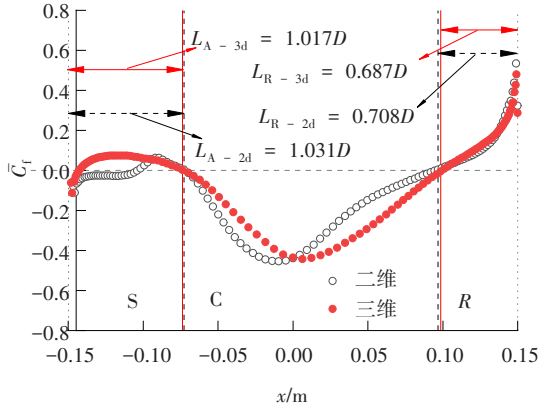 0.8
0.6
0.4
0.2
0.0
−0.2
−0.4
−0.6
−0.8
C̄f
L_A − 3d = 1.017D
L_R − 3d = 0.687D
L_R − 2d = 0.708D
L_A − 2d = 1.031D
二维
三维
S
C
R
−0.15
−0.10
−0.05
0.00
0.05
0.10
0.15
x/m